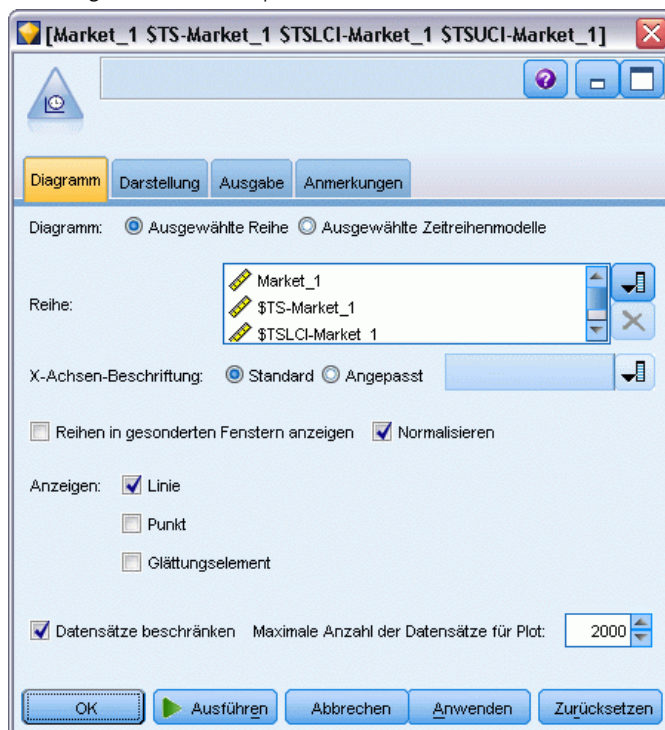 [Market_1 $TS-Market_1 $TSLCI-Market_1 $TSUCI-Market_1]
Diagramm Darstellung Ausgabe Anmerkungen
Diagramm: Ausgewählte Reihe Ausgewählte Zeitreihenmodelle
Reihe:
Market_1
$TS-Market_1
$TSLCI-Market_1
X-Achsen-Beschriftung: Standard Angepasst
Reihen in gesonderten Fenstern anzeigen Normalisieren
Anzeigen: Linie
Punkt
Glättungselement
Datensätze beschränken Maximale Anzahl der Datensätze für Plot: 2000
OK Ausführen Abbrechen Anwenden Zurücksetzen